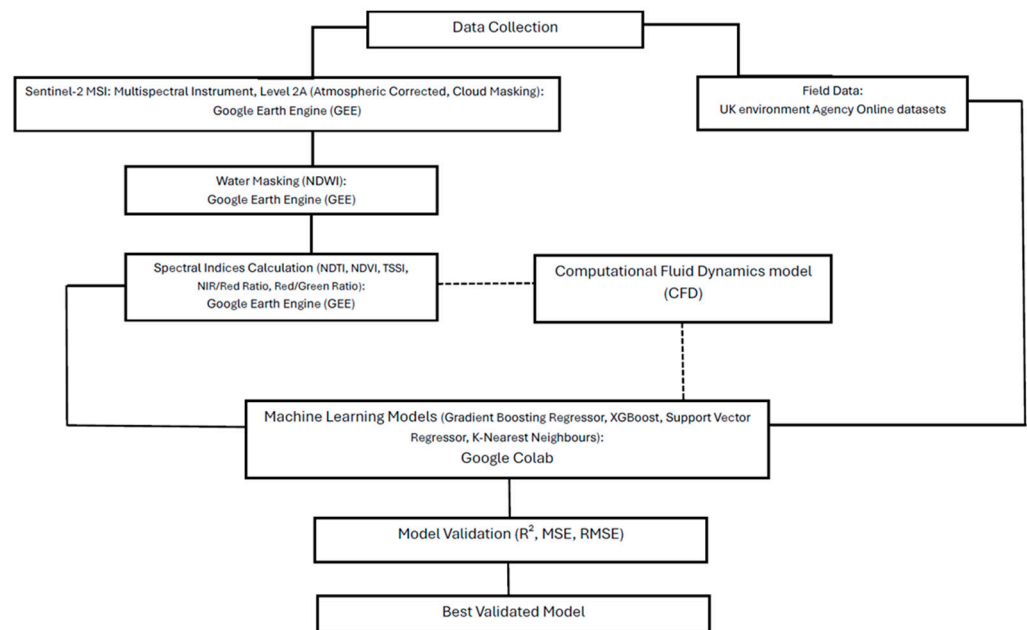 Data Collection
Sentinel-2 MSI: Multispectral Instrument, Level 2A (Atmospheric Corrected, Cloud Masking):
Google Earth Engine (GEE)
Field Data:
UK environment Agency Online datasets
Water Masking (NDWI):
Google Earth Engine (GEE)
Spectral Indices Calculation (NDTI, NDVI, TSSI,
NIR/Red Ratio, Red/Green Ratio):
Google Earth Engine (GEE)
Computational Fluid Dynamics model
(CFD)
Machine Learning Models (Gradient Boosting Regressor, XGBoost, Support Vector
Regressor, K-Nearest Neighbours):
Google Colab
Model Validation (R², MSE, RMSE)
Best Validated Model